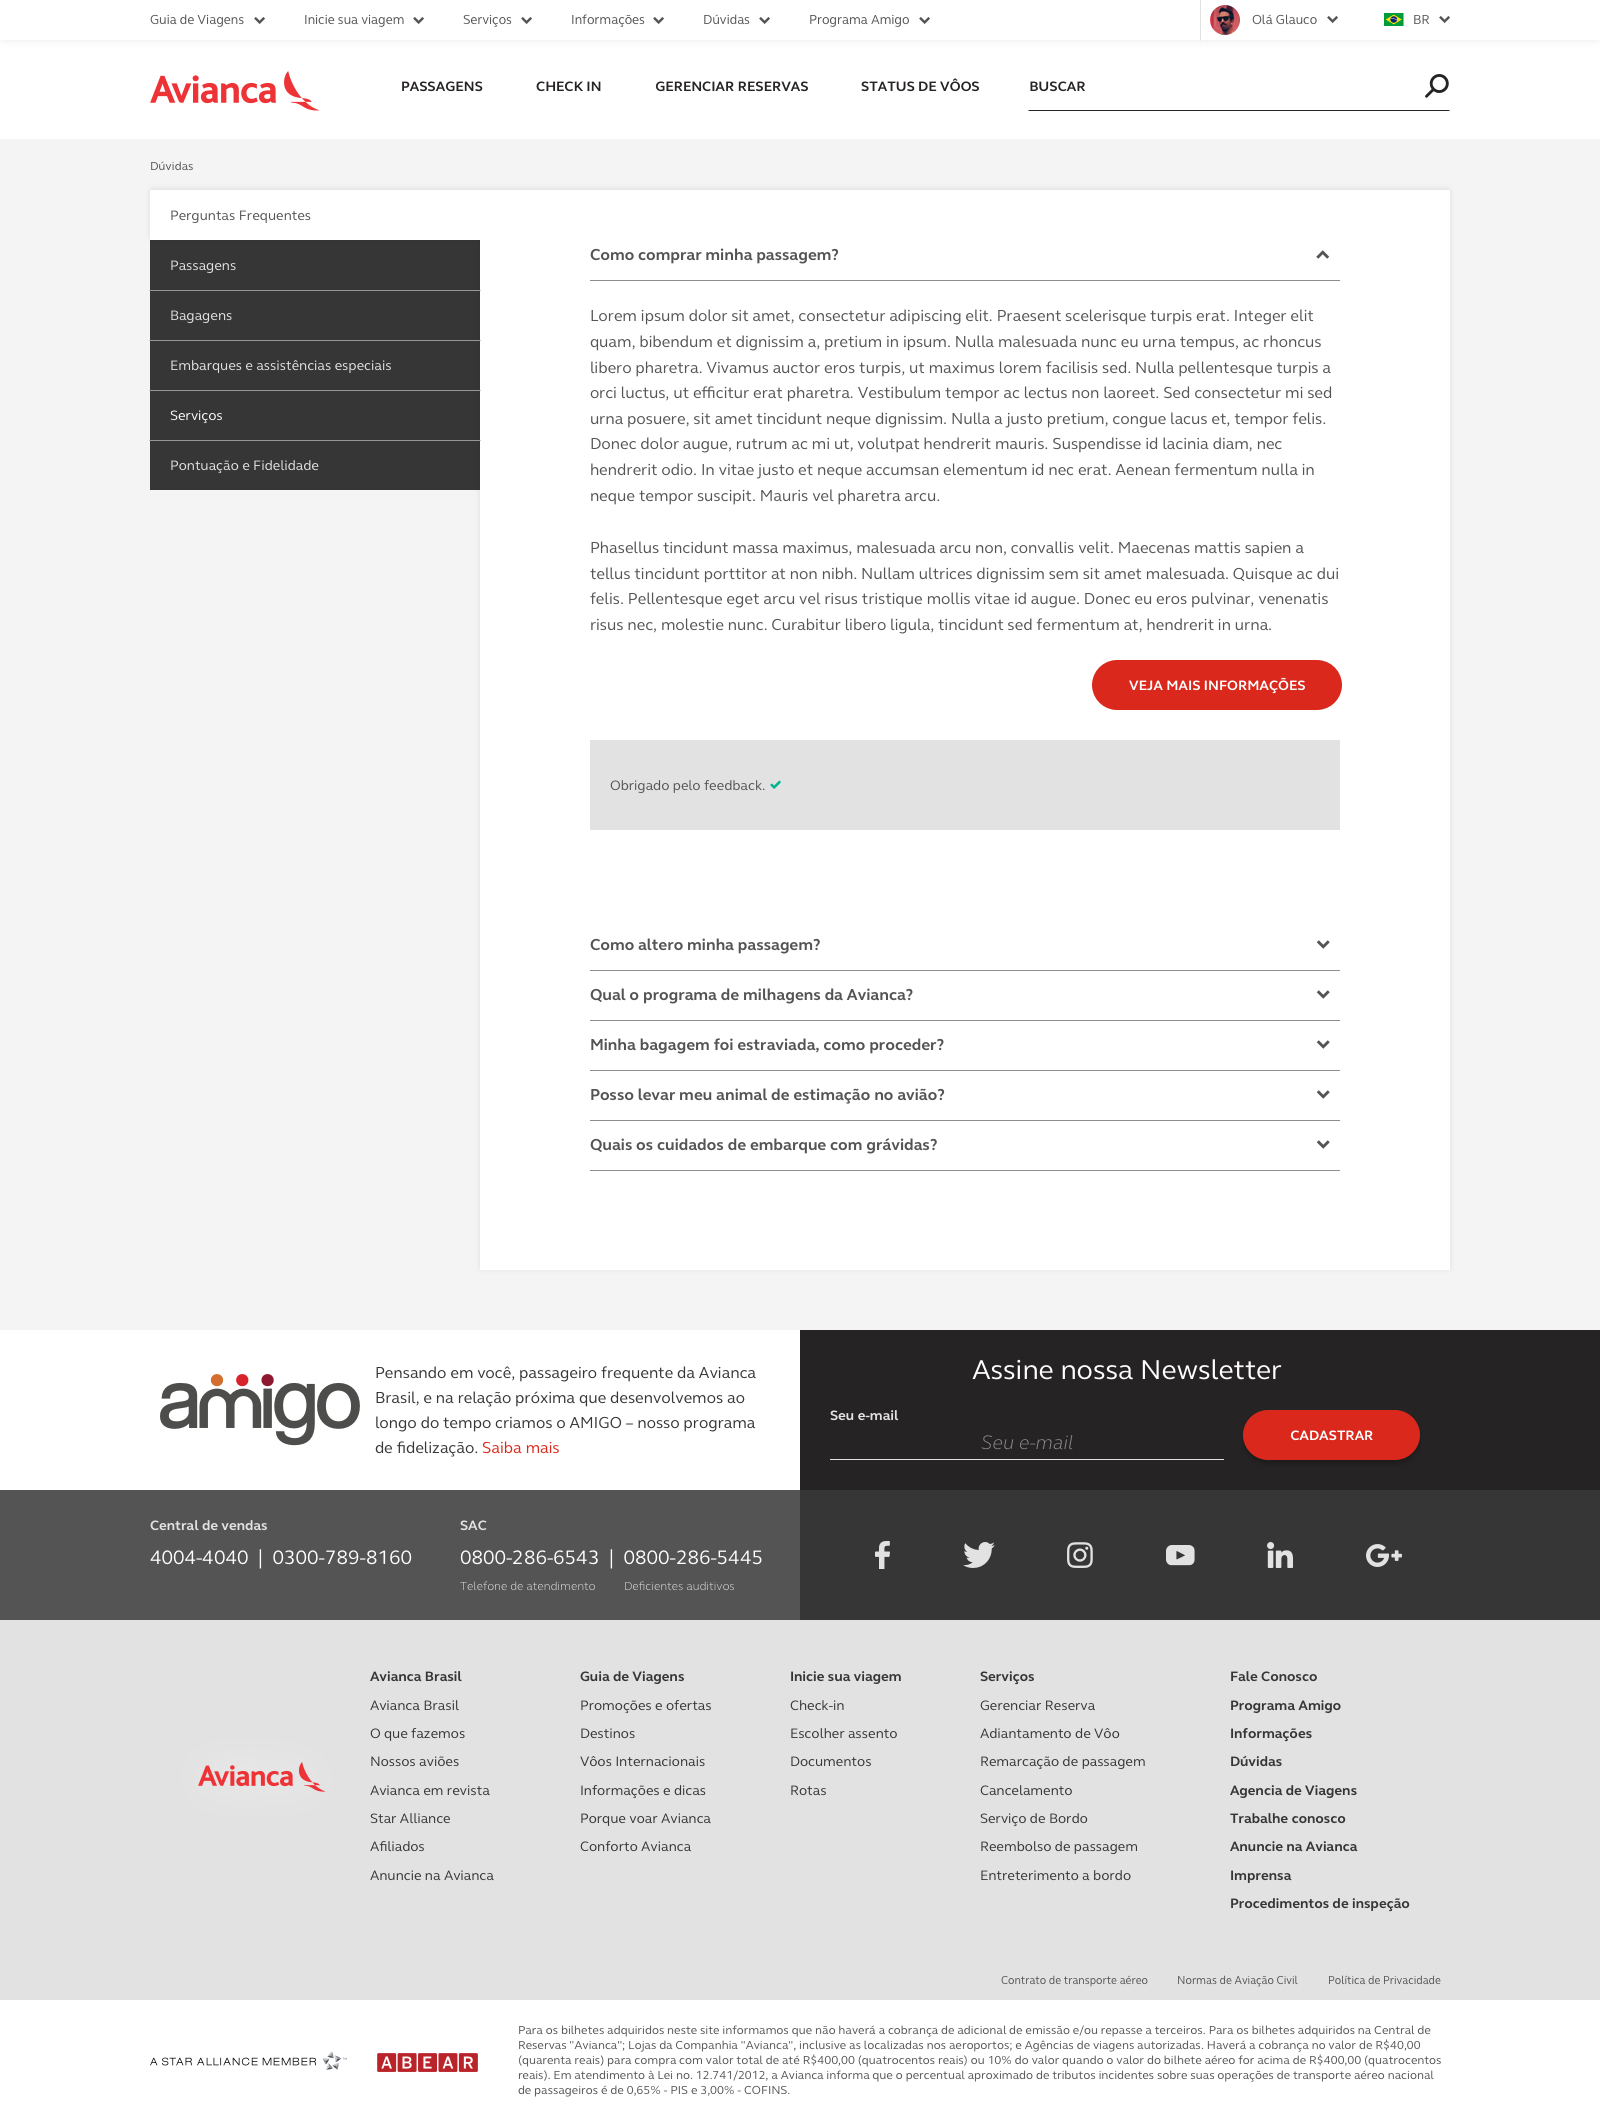 Guia de Viagens Inicie sua viagem Serviços Informações Dúvidas Programa Amigo Olá Glauco BR
Avianca PASSAGENS CHECK IN GERENCIAR RESERVAS STATUS DE VÔOS BUSCAR
Dúvidas
Perguntas Frequentes
Passagens
Bagagens
Embarques e assistências especiais
Serviços
Pontuação e Fidelidade
Como comprar minha passagem?
Lorem ipsum dolor sit amet, consectetur adipiscing elit. Praesent scelerisque turpis erat. Integer elit
quam, bibendum et dignissim a, pretium in ipsum. Nulla malesuada nunc eu urna tempus, ac rhoncus
libero pharetra. Vivamus auctor eros turpis, ut maximus lorem facilisis sed. Nulla pellentesque turpis a
orci luctus, ut efficitur erat pharetra. Vestibulum tempor ac lectus non laoreet. Sed consectetur mi sed
urna posuere, sit amet tincidunt neque dignissim. Nulla a justo pretium, congue lacus et, tempor felis.
Donec dolor augue, rutrum ac mi ut, volutpat hendrerit mauris. Suspendisse id lacinia diam, nec
hendrerit odio. In vitae justo et neque accumsan elementum id nec erat. Aenean fermentum nulla in
neque tempor suscipit. Mauris vel pharetra arcu.
Phasellus tincidunt massa maximus, malesuada arcu non, convallis velit. Maecenas mattis sapien a
tellus tincidunt porttitor at non nibh. Nullam ultrices dignissim sem sit amet malesuada. Quisque ac dui
felis. Pellentesque eget arcu vel risus tristique mollis vitae id augue. Donec eu eros pulvinar, venenatis
risus nec, molestie nunc. Curabitur libero ligula, tincidunt sed fermentum at, hendrerit in urna.
VEJA MAIS INFORMAÇÕES
Obrigado pelo feedback.
Como altero minha passagem?
Qual o programa de milhagens da Avianca?
Minha bagagem foi estraviada, como proceder?
Posso levar meu animal de estimação no avião?
Quais os cuidados de embarque com grávidas?
amigo
Pensando em você, passageiro frequente da Avianca
Brasil, e na relação próxima que desenvolvemos ao
longo do tempo criamos o AMIGO – nosso programa
de fidelização. Saiba mais
Assine nossa Newsletter
Seu e-mail
Seu e-mail
CADASTRAR
Central de vendas
4004-4040 | 0300-789-8160
SAC
0800-286-6543 | 0800-286-5445
Telefone de atendimento Deficientes auditivos
Avianca
Avianca Brasil
Avianca Brasil
O que fazemos
Nossos aviões
Avianca em revista
Star Alliance
Afiliados
Anuncie na Avianca
Guia de Viagens
Promoções e ofertas
Destinos
Vôos Internacionais
Informações e dicas
Porque voar Avianca
Conforto Avianca
Inicie sua viagem
Check-in
Escolher assento
Documentos
Rotas
Serviços
Gerenciar Reserva
Adiantamento de Vôo
Remarcação de passagem
Cancelamento
Serviço de Bordo
Reembolso de passagem
Entreterimento a bordo
Fale Conosco
Programa Amigo
Informações
Dúvidas
Agencia de Viagens
Trabalhe conosco
Anuncie na Avianca
Imprensa
Procedimentos de inspeção
Contrato de transporte aéreo Normas de Aviação Civil Política de Privacidade
A STAR ALLIANCE MEMBER
ABEAR
Para os bilhetes adquiridos neste site informamos que não haverá a cobrança de adicional de emissão e/ou repasse a terceiros. Para os bilhetes adquiridos na Central de
Reservas "Avianca"; Lojas da Companhia "Avianca", inclusive as localizadas nos aeroportos; e Agências de viagens autorizadas. Haverá a cobrança no valor de R$40,00
(quarenta reais) para compra com valor total de até R$400,00 (quatrocentos reais) ou 10% do valor quando o valor do bilhete aéreo for acima de R$400,00 (quatrocentos
reais). Em atendimento à Lei no. 12.741/2012, a Avianca informa que o percentual aproximado de tributos incidentes sobre suas operações de transporte aéreo nacional
de passageiros é de 0,65% - PIS e 3,00% - COFINS.